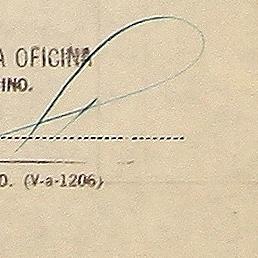 A OFICINA
INO.
O. (V-a-1206)